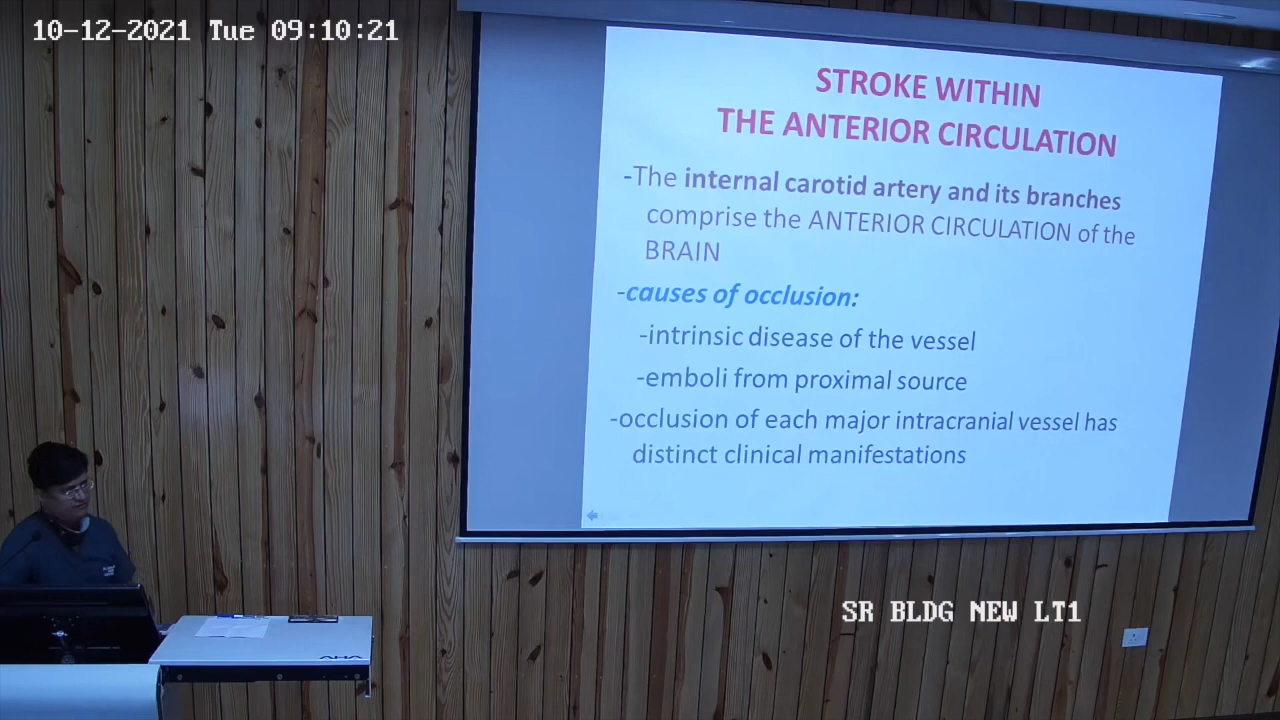 10-12-2021 Tue 09:10:21
STROKE WITHIN
THE ANTERIOR CIRCULATION
-The internal carotid artery and its branches
comprise the ANTERIOR CIRCULATION of the
BRAIN
-causes of occlusion:
-intrinsic disease of the vessel
-emboli from proximal source
-occlusion of each major intracranial vessel has
distinct clinical manifestations
SR BLDG NEW LT1
AHA